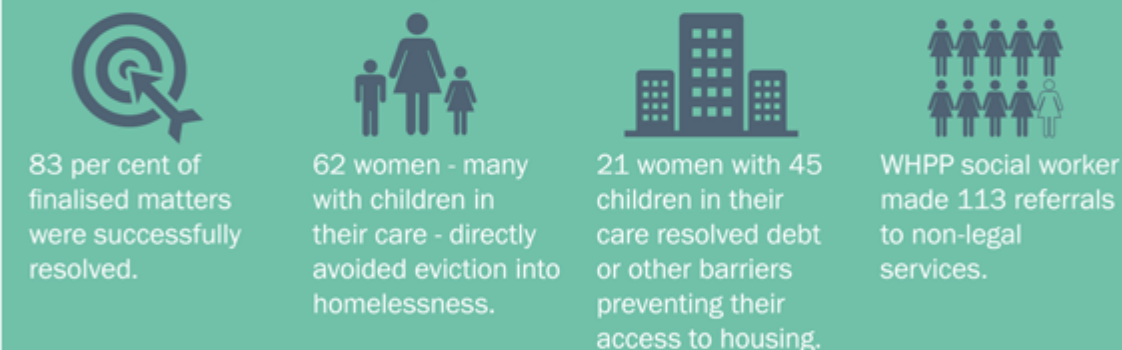 83 per cent of
finalised matters
were successfully
resolved.
62 women - many
with children in
their care - directly
avoided eviction into
homelessness.
21 women with 45
children in their
care resolved debt
or other barriers
preventing their
access to housing.
WHPP social worker
made 113 referrals
to non-legal
services.